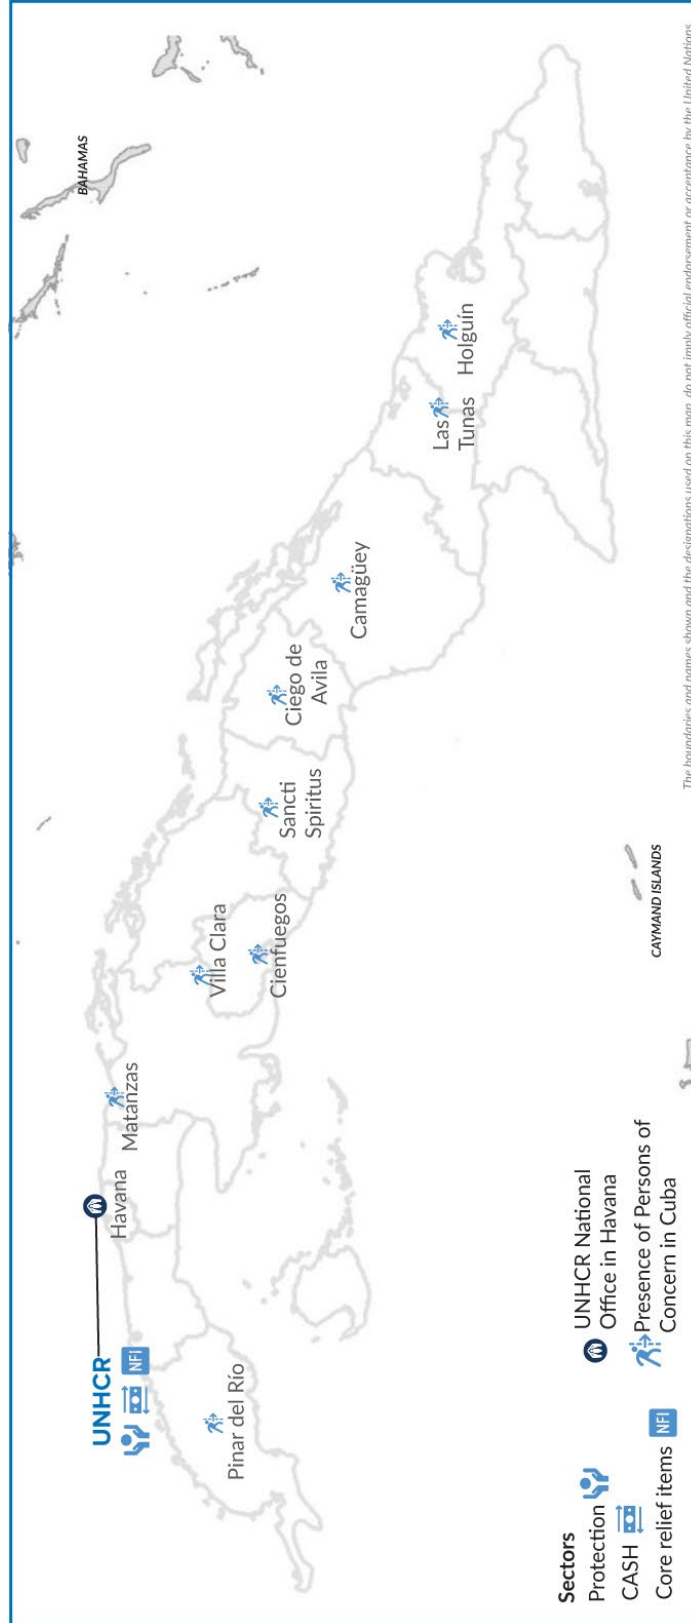 BAHAMAS
UNHCR
NFI
Havana
Matanzas
Pinar del Río
Villa Clara
Cienfuegos
Sancti
Spiritus
Ciego de
Avila
Camagüey
Las
Tunas
Holguín
CAYMAND ISLANDS
Sectors
Protection
CASH
Core relief items NFI
UNHCR National
Office in Havana
Presence of Persons of
Concern in Cuba
The boundaries and names shown and the designations used on this map, do not imply official endorsement or acceptance by the United Nations